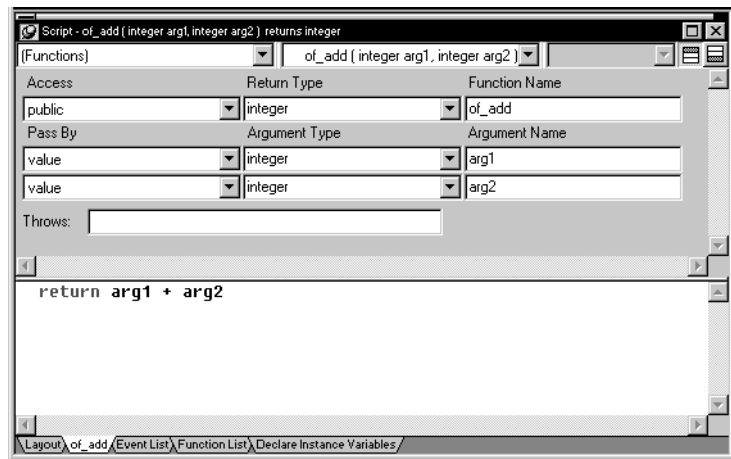 Script - of_add ( integer arg1, integer arg2 ) returns integer
(Functions) of_add ( integer arg1, integer arg2 )
Access Return Type Function Name
public integer of_add
Pass By Argument Type Argument Name
value integer arg1
value integer arg2
Throws:
return arg1 + arg2
Layout of_add Event List Function List Declare Instance Variables